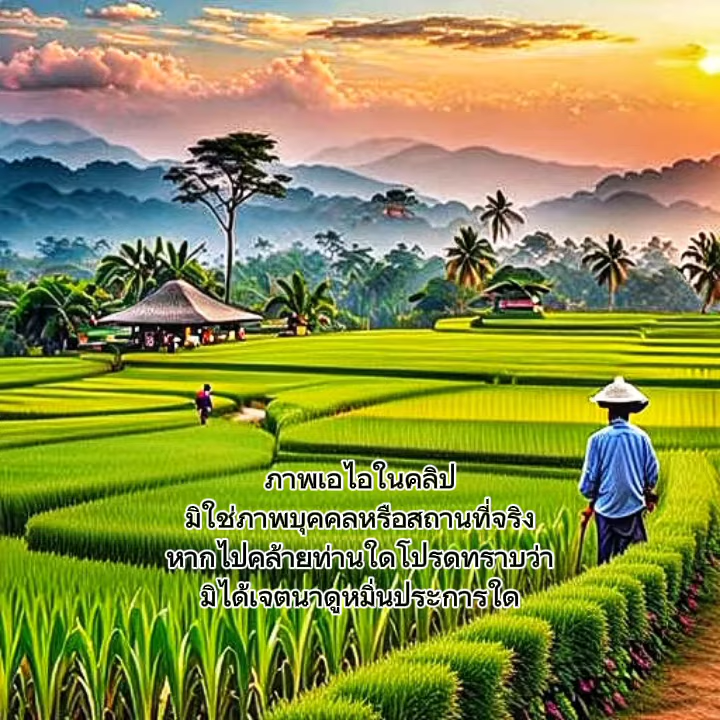 ภาพเอไอในคลิป
มิใช่ภาพบุคคลหรือสถานที่จริง
หากไปคล้ายท่านใดโปรดทราบว่า
มิได้เจตนาดูหมิ่นประการใด